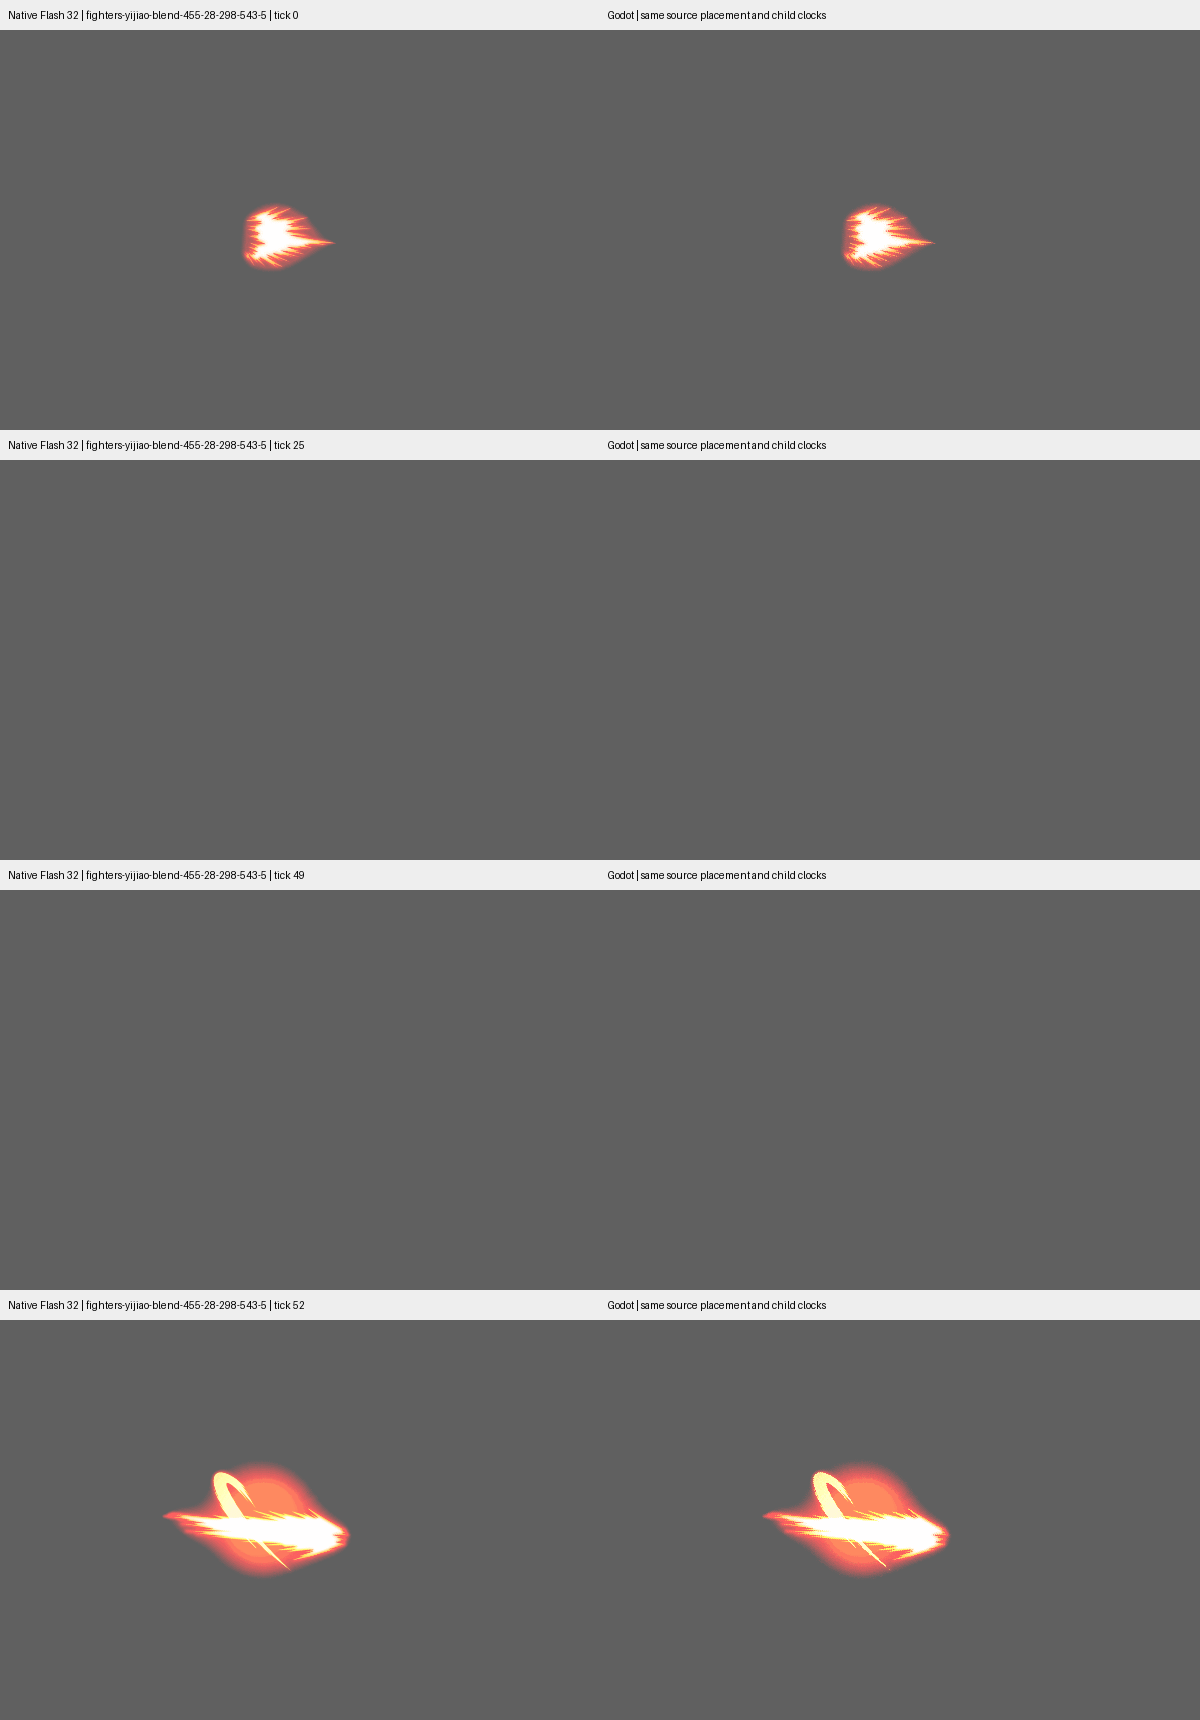 Native Flash 32 | fighters-yijiao-blend-455-28-298-543-5 | tick 0
Godot | same source placement and child clocks
Native Flash 32 | fighters-yijiao-blend-455-28-298-543-5 | tick 25
Godot | same source placement and child clocks
Native Flash 32 | fighters-yijiao-blend-455-28-298-543-5 | tick 49
Godot | same source placement and child clocks
Native Flash 32 | fighters-yijiao-blend-455-28-298-543-5 | tick 52
Godot | same source placement and child clocks